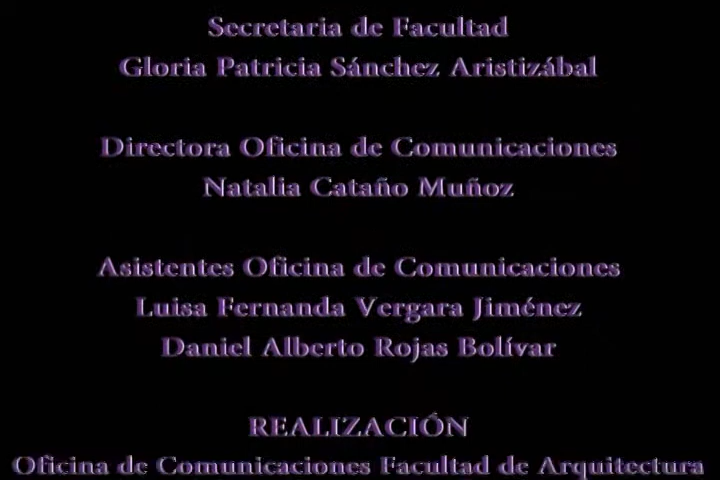 Secretaria de Facultad
Gloria Patricia Sánchez Aristizábal
Directora Oficina de Comunicaciones
Natalia Cataño Muñoz
Asistentes Oficina de Comunicaciones
Luisa Fernanda Vergara Jiménez
Daniel Alberto Rojas Bolívar
REALIZACIÓN
Oficina de Comunicaciones Facultad de Arquitectura